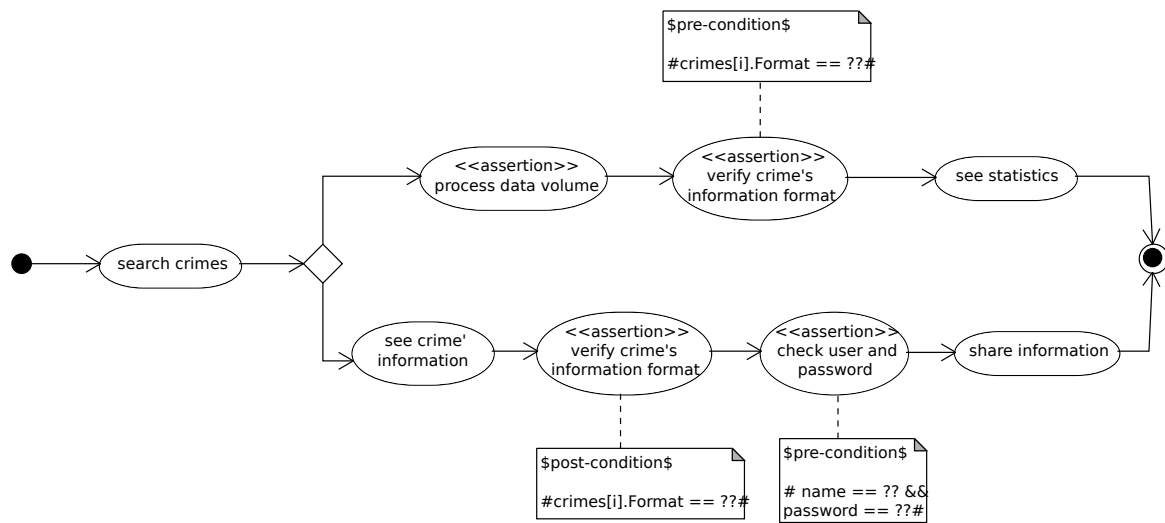 $pre-condition$
#crimes[i].Format == ??#
<<assertion>>
process data volume
<<assertion>>
verify crime's
information format
see statistics
search crimes
see crime'
information
<<assertion>>
verify crime's
information format
<<assertion>>
check user and
password
share information
$post-condition$
#crimes[i].Format == ??#
$pre-condition$
# name == ?? &&
password == ??#